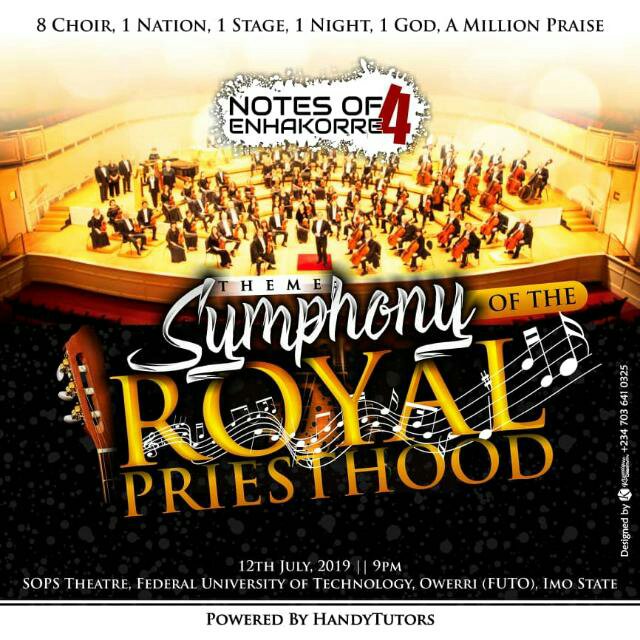 8 Choir, 1 Nation, 1 Stage, 1 Night, 1 God, A Million Praise
NOTES OF 4
ENHAKORRE
THEME:
Symphony
OF THE
ROYAL
PRIESTHOOD
Designed by +234 703 641 0325
12th July, 2019 || 9pm
SOPS Theatre, Federal University of Technology, Owerri (FUTO), Imo State
Powered By HandyTutors